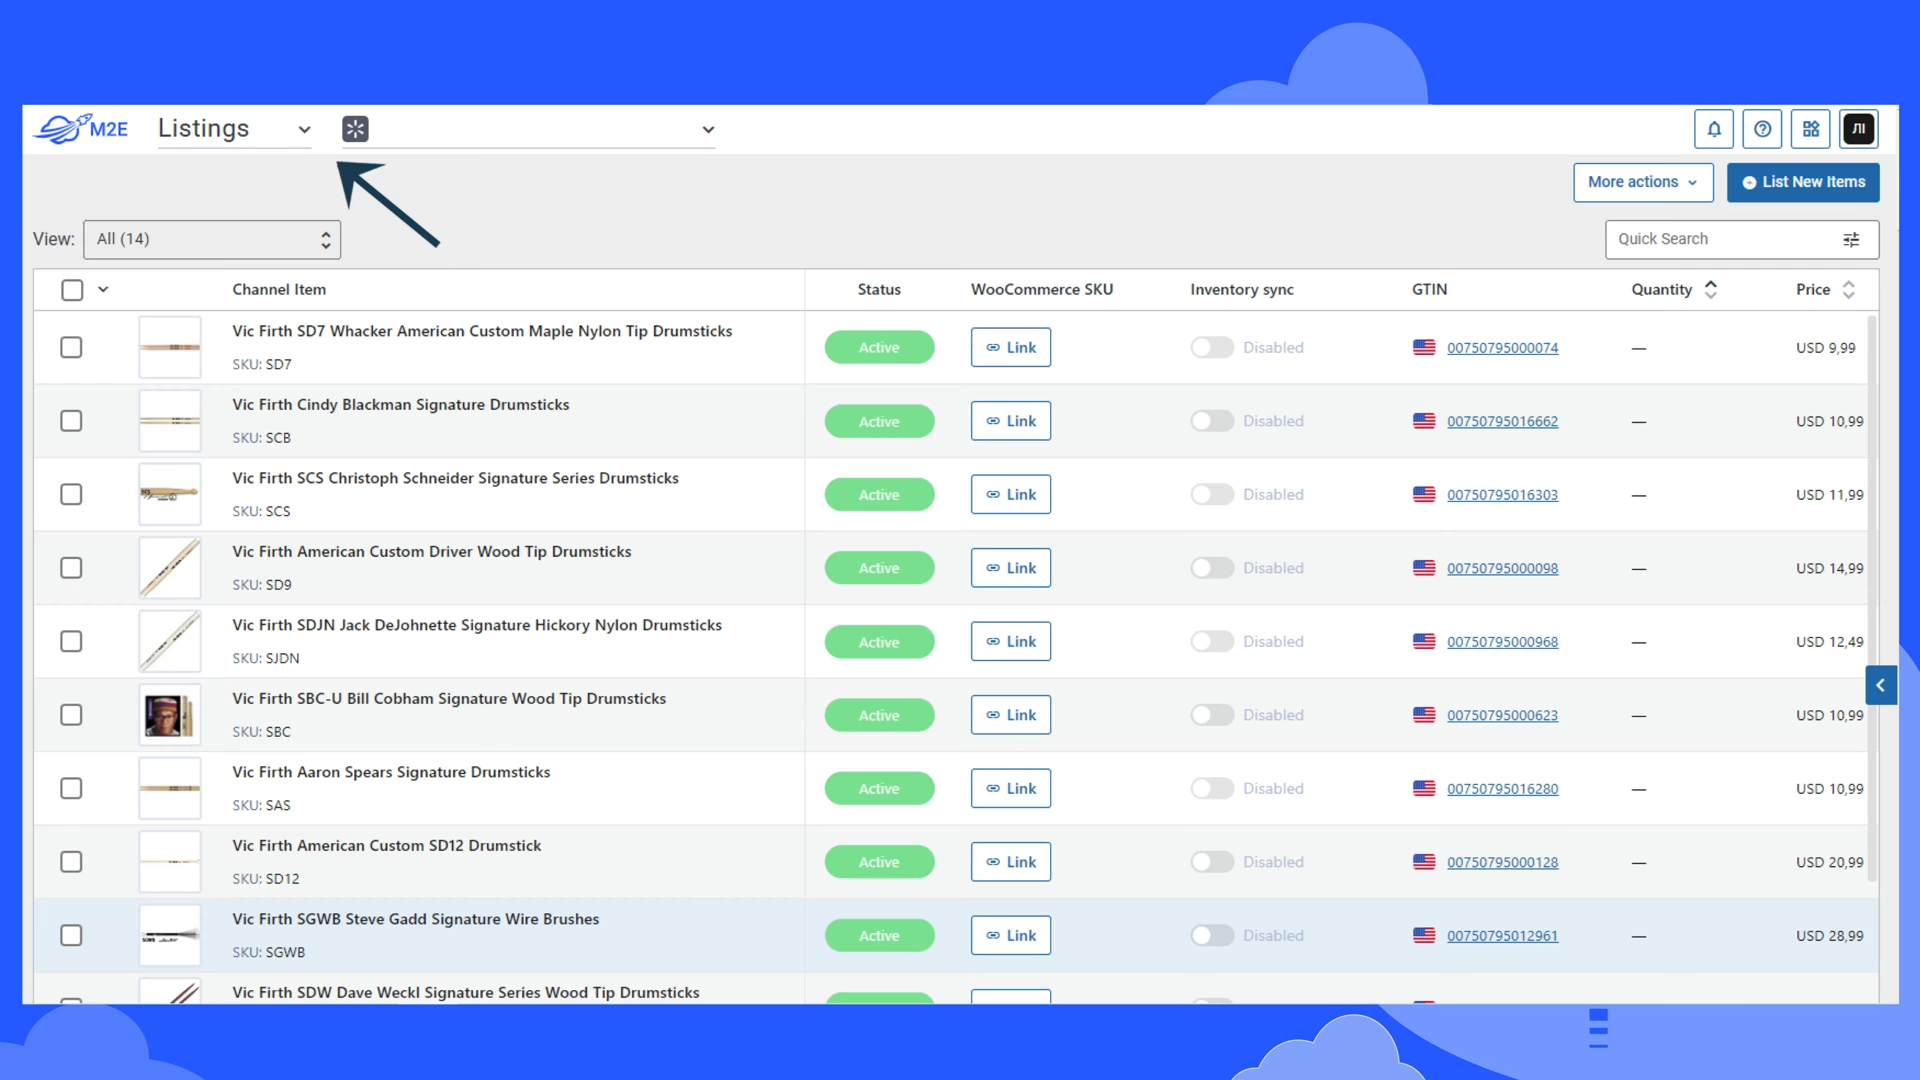 M2E Listings
ЛІ
More actions List New Items
View: All (14) Quick Search
Channel Item Status WooCommerce SKU Inventory sync GTIN Quantity Price
Vic Firth SD7 Whacker American Custom Maple Nylon Tip Drumsticks
SKU: SD7
Active Link Disabled 00750795000074 — USD 9,99
Vic Firth Cindy Blackman Signature Drumsticks
SKU: SCB
Active Link Disabled 00750795016662 — USD 10,99
Vic Firth SCS Christoph Schneider Signature Series Drumsticks
SKU: SCS
Active Link Disabled 00750795016303 — USD 11,99
Vic Firth American Custom Driver Wood Tip Drumsticks
SKU: SD9
Active Link Disabled 00750795000098 — USD 14,99
Vic Firth SDJN Jack DeJohnette Signature Hickory Nylon Drumsticks
SKU: SJDN
Active Link Disabled 00750795000968 — USD 12,49
Vic Firth SBC-U Bill Cobham Signature Wood Tip Drumsticks
SKU: SBC
Active Link Disabled 00750795000623 — USD 10,99
Vic Firth Aaron Spears Signature Drumsticks
SKU: SAS
Active Link Disabled 00750795016280 — USD 10,99
Vic Firth American Custom SD12 Drumstick
SKU: SD12
Active Link Disabled 00750795000128 — USD 20,99
Vic Firth SGWB Steve Gadd Signature Wire Brushes
SKU: SGWB
Active Link Disabled 00750795012961 — USD 28,99
Vic Firth SDW Dave Weckl Signature Series Wood Tip Drumsticks